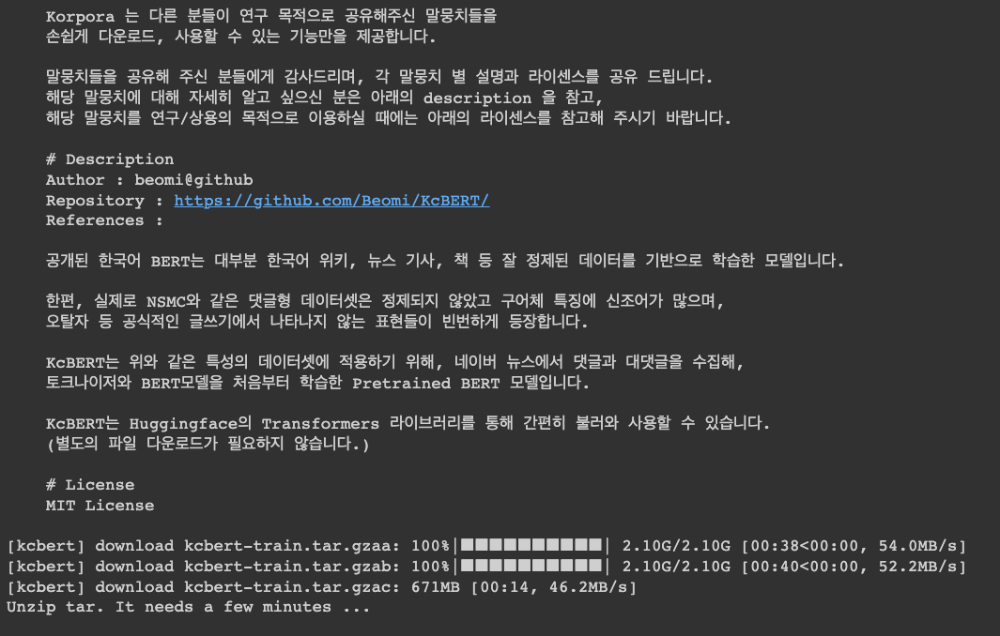 Korpora 는 다른 분들이 연구 목적으로 공유해주신 말뭉치들을
손쉽게 다운로드, 사용할 수 있는 기능만을 제공합니다.
말뭉치들을 공유해 주신 분들에게 감사드리며, 각 말뭉치 별 설명과 라이센스를 공유 드립니다.
해당 말뭉치에 대해 자세히 알고 싶으신 분은 아래의 description 을 참고,
해당 말뭉치를 연구/상용의 목적으로 이용하실 때에는 아래의 라이센스를 참고해 주시기 바랍니다.
# Description
Author : beomi@github
Repository : https://github.com/Beomi/KcBERT/
References :
공개된 한국어 BERT는 대부분 한국어 위키, 뉴스 기사, 책 등 잘 정제된 데이터를 기반으로 학습한 모델입니다.
한편, 실제로 NSMC와 같은 댓글형 데이터셋은 정제되지 않았고 구어체 특징에 신조어가 많으며,
오탈자 등 공식적인 글쓰기에서 나타나지 않는 표현들이 빈번하게 등장합니다.
KcBERT는 위와 같은 특성의 데이터셋에 적용하기 위해, 네이버 뉴스에서 댓글과 대댓글을 수집해,
토크나이저와 BERT모델을 처음부터 학습한 Pretrained BERT 모델입니다.
KcBERT는 Huggingface의 Transformers 라이브러리를 통해 간편히 불러와 사용할 수 있습니다.
(별도의 파일 다운로드가 필요하지 않습니다.)
# License
MIT License
[kcbert] download kcbert-train.tar.gzaa: 100%|██████████| 2.10G/2.10G [00:38<00:00, 54.0MB/s]
[kcbert] download kcbert-train.tar.gzab: 100%|██████████| 2.10G/2.10G [00:40<00:00, 52.2MB/s]
[kcbert] download kcbert-train.tar.gzac: 671MB [00:14, 46.2MB/s]
Unzip tar. It needs a few minutes ...